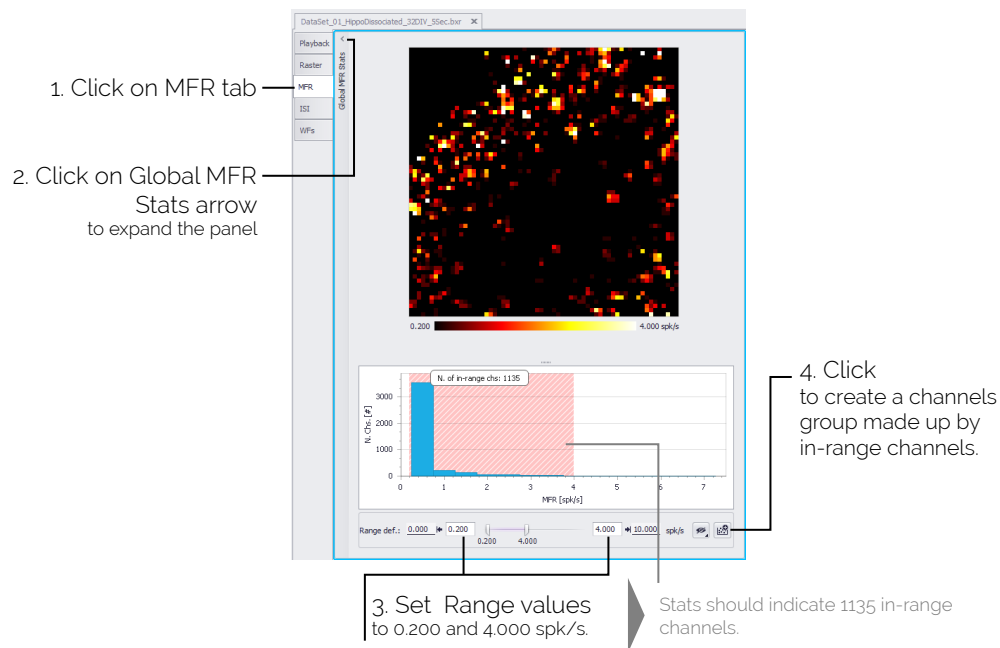 DataSet_01_HippoDissociated_32DIV_5Sec.bxr ×
Playback
Raster
MFR
ISI
WFs
Global MFR Stats
1. Click on MFR tab
2. Click on Global MFR
Stats arrow
to expand the panel
0.200
4.000 spk/s
N. of in-range chs: 1135
N. Chs. [#]
3000
2000
1000
0
0 1 2 3 4 5 6 7
MFR [spk/s]
Range def.: 0.000 0.200 4.000 10.000 spk/s
0.200 4.000
4. Click
to create a channels
group made up by
in-range channels.
3. Set Range values
to 0.200 and 4.000 spk/s.
Stats should indicate 1135 in-range
channels.